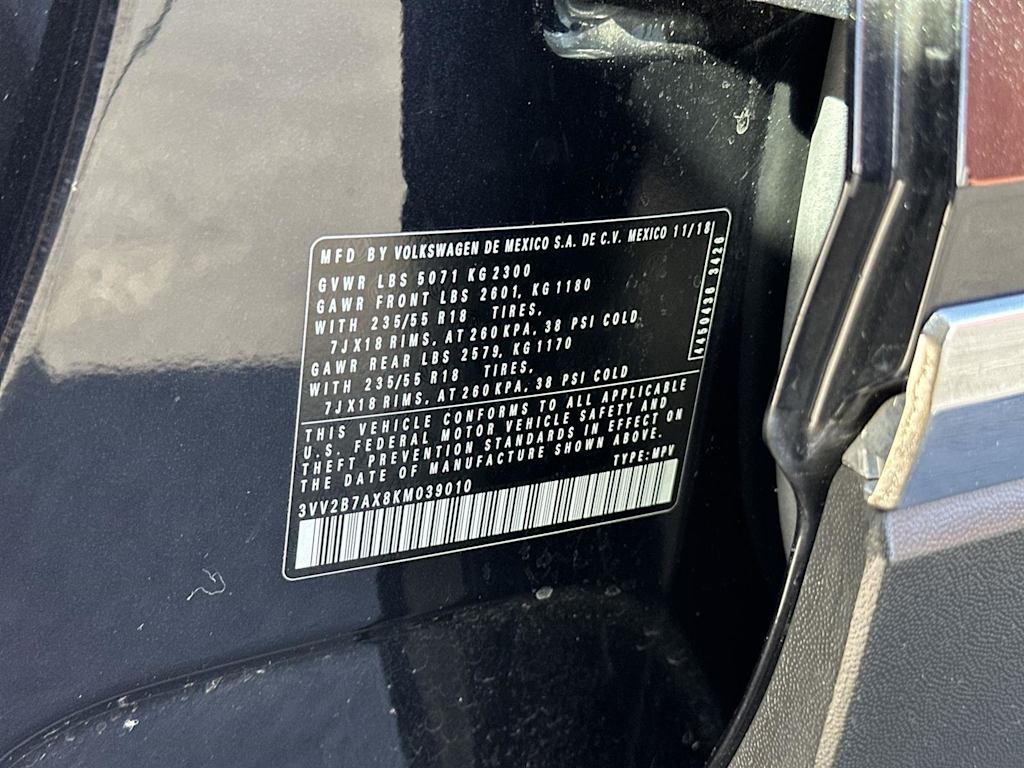 MFD BY VOLKSWAGEN DE MEXICO S.A. DE C.V. MEXICO 11/18
GVWR LBS 5071 KG 2300
GAWR FRONT LBS 2601, KG 1180
WITH 235/55 R18 TIRES,
7JX18 RIMS, AT 260 KPA, 38 PSI COLD
GAWR REAR LBS 2579, KG 1170
WITH 235/55 R18 TIRES,
7JX18 RIMS, AT 260 KPA, 38 PSI COLD
4450436 3426
THIS VEHICLE CONFORMS TO ALL APPLICABLE
U.S. FEDERAL MOTOR VEHICLE SAFETY AND
THEFT PREVENTION STANDARDS IN EFFECT ON
THE DATE OF MANUFACTURE SHOWN ABOVE.
3VV2B7AX8KM039010 TYPE: MPV